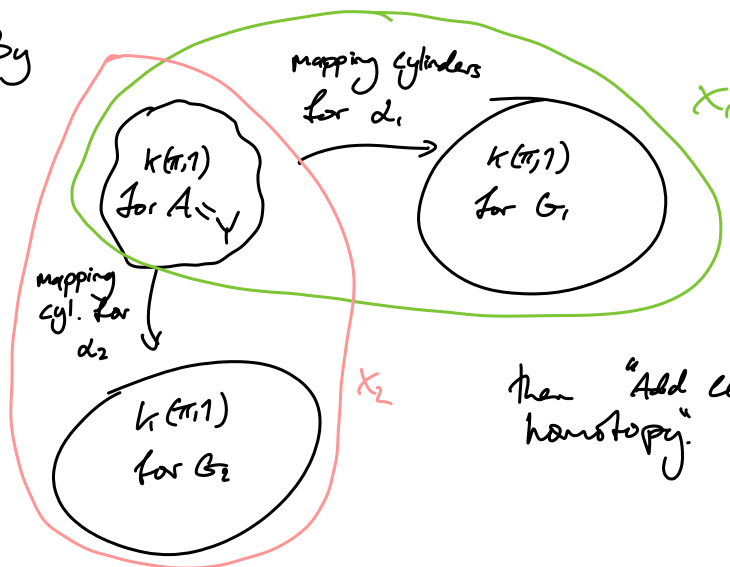 By
mapping cylinders
for α₁
X₁
K(π,1)
for A = Y
K(π,1)
for G₁
mapping
cyl. for
α₂
X₂
then "Add
homotopy."
K(π,1)
for G₂